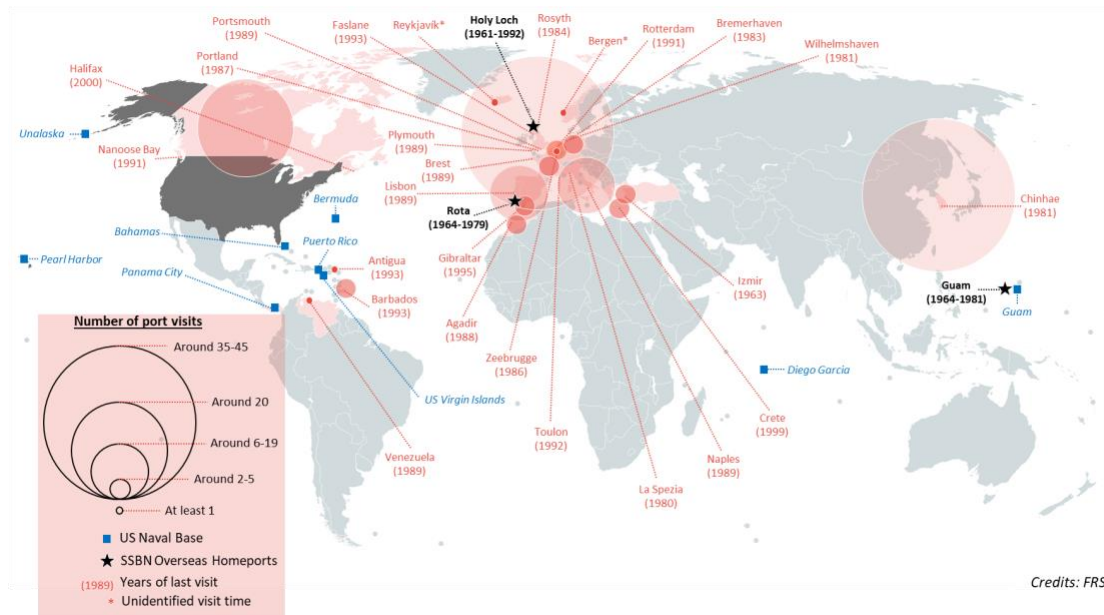 Portsmouth
(1989)
Faslane
(1993)
Reykjavik*
Holy Loch
(1961-1992)
Rosyth
(1984)
Bergen*
Rotterdam
(1991)
Bremerhaven
(1983)
Wilhelmshaven
(1981)
Portland
(1987)
Halifax
(2000)
Unalaska
Nanoose Bay
(1991)
Plymouth
(1989)
Brest
(1989)
Lisbon
(1989)
Rota
(1964-1979)
Bermuda
Bahamas
Puerto Rico
Pearl Harbor
Panama City
Antigua
(1993)
Barbados
(1993)
Gibraltar
(1995)
Agadir
(1988)
Zeebrugge
(1986)
Izmir
(1963)
Chinhae
(1981)
Guam
(1964-1981)
Guam
Diego Garcia
US Virgin Islands
Venezuela
(1989)
Toulon
(1992)
La Spezia
(1980)
Naples
(1989)
Crete
(1999)
Number of port visits
Around 35-45
Around 20
Around 6-19
Around 2-5
At least 1
US Naval Base
SSBN Overseas Homeports
(1989) Years of last visit
* Unidentified visit time
Credits: FRS